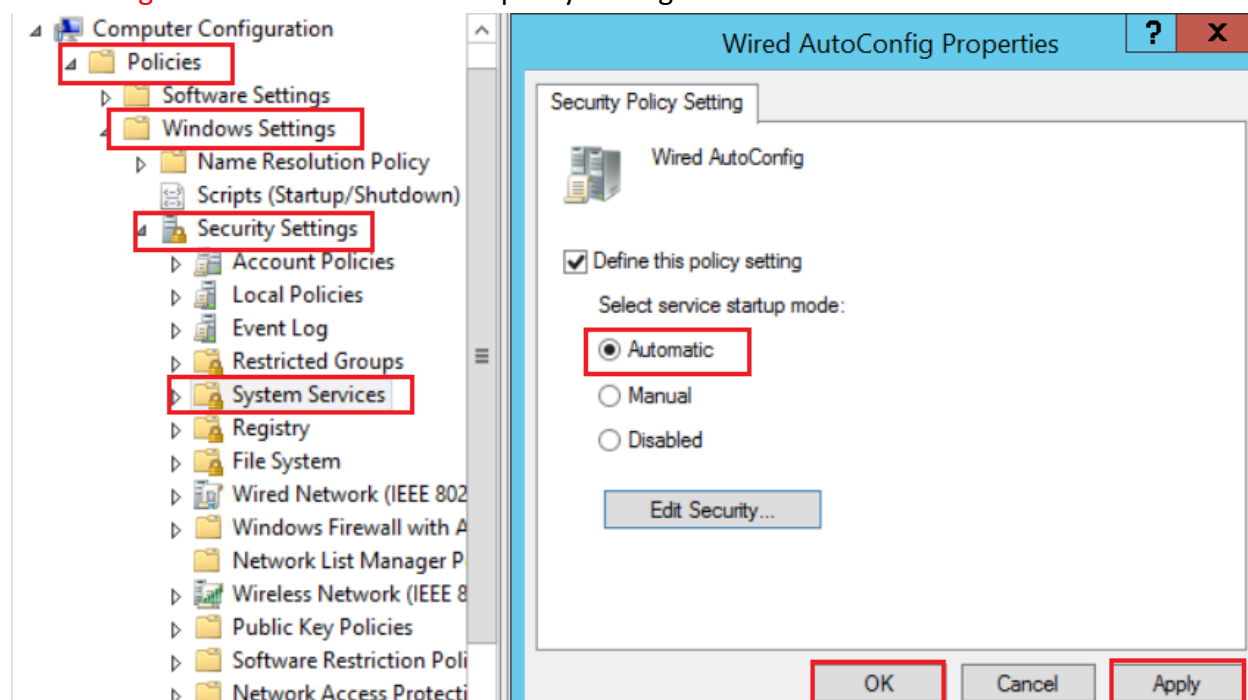 Computer Configuration
Policies
Software Settings
Windows Settings
Name Resolution Policy
Scripts (Startup/Shutdown)
Security Settings
Account Policies
Local Policies
Event Log
Restricted Groups
System Services
Registry
File System
Wired Network (IEEE 802
Windows Firewall with A
Network List Manager P
Wireless Network (IEEE 8
Public Key Policies
Software Restriction Poli
Network Access Protecti
Wired AutoConfig Properties
? X
Security Policy Setting
Wired AutoConfig
Define this policy setting
Select service startup mode:
Automatic
Manual
Disabled
Edit Security...
OK Cancel Apply